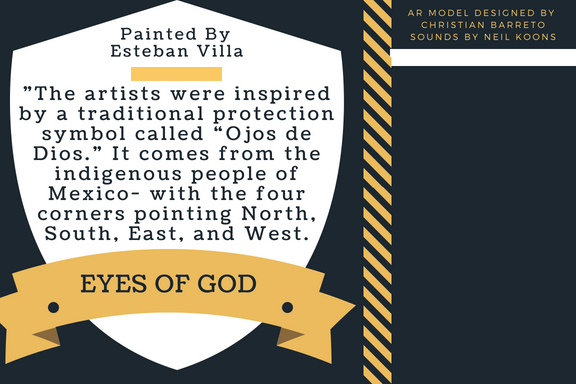 Painted By
Esteban Villa
”The artists were inspired
by a traditional protection
symbol called “Ojos de
Dios.” It comes from the
indigenous people of
Mexico- with the four
corners pointing North,
South, East, and West.
EYES OF GOD
AR MODEL DESIGNED BY
CHRISTIAN BARRETO
SOUNDS BY NEIL KOONS